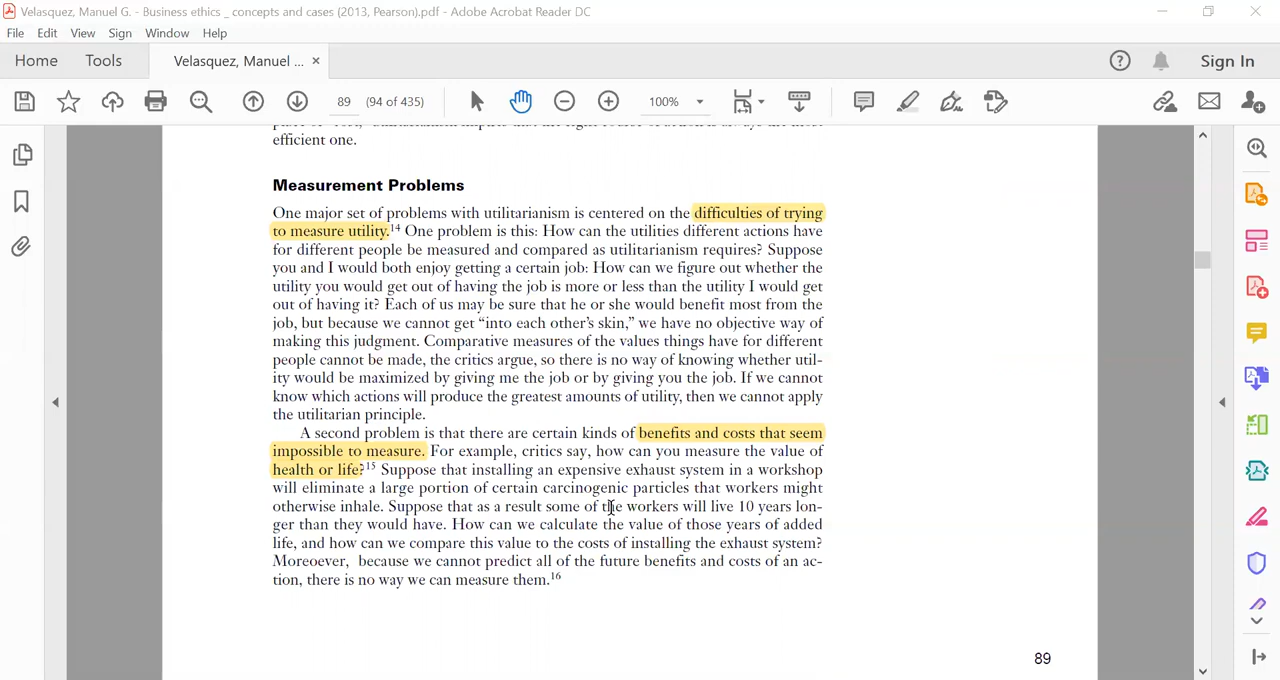 Velasquez, Manuel G. - Business ethics _ concepts and cases (2013, Pearson).pdf - Adobe Acrobat Reader DC
File Edit View Sign Window Help
Home Tools Velasquez, Manuel ... × Sign In
89 (94 of 435) 100%
efficient one.
Measurement Problems
One major set of problems with utilitarianism is centered on the difficulties of trying
to measure utility.14 One problem is this: How can the utilities different actions have
for different people be measured and compared as utilitarianism requires? Suppose
you and I would both enjoy getting a certain job: How can we figure out whether the
utility you would get out of having the job is more or less than the utility I would get
out of having it? Each of us may be sure that he or she would benefit most from the
job, but because we cannot get “into each other’s skin,” we have no objective way of
making this judgment. Comparative measures of the values things have for different
people cannot be made, the critics argue, so there is no way of knowing whether util-
ity would be maximized by giving me the job or by giving you the job. If we cannot
know which actions will produce the greatest amounts of utility, then we cannot apply
the utilitarian principle.
A second problem is that there are certain kinds of benefits and costs that seem
impossible to measure. For example, critics say, how can you measure the value of
health or life?15 Suppose that installing an expensive exhaust system in a workshop
will eliminate a large portion of certain carcinogenic particles that workers might
otherwise inhale. Suppose that as a result some of the workers will live 10 years lon-
ger than they would have. How can we calculate the value of those years of added
life, and how can we compare this value to the costs of installing the exhaust system?
Moreoever, because we cannot predict all of the future benefits and costs of an ac-
tion, there is no way we can measure them.16
89